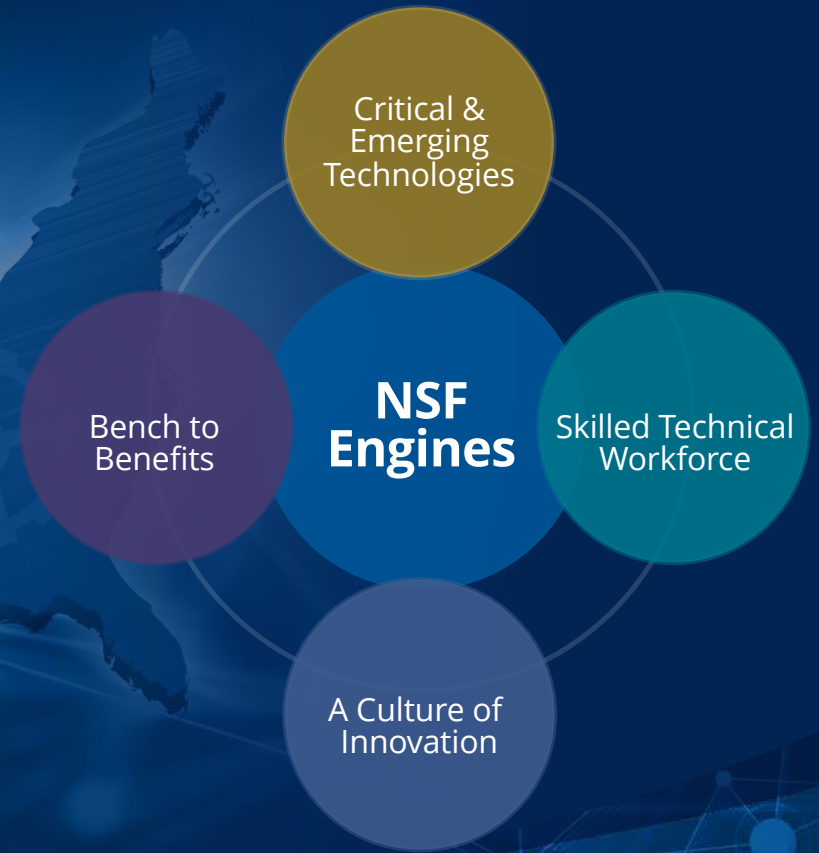 Critical &
Emerging
Technologies
NSF
Engines
Bench to
Benefits
Skilled Technical
Workforce
A Culture of
Innovation